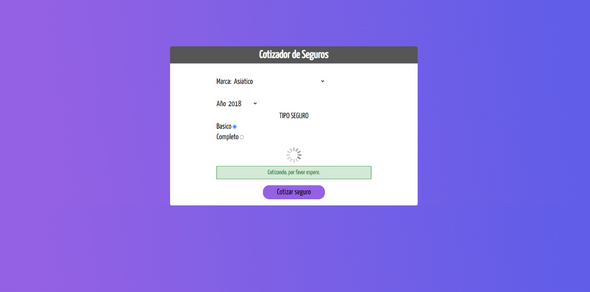 Cotizador de Seguros
Marca: Asiatico
Año 2018
TIPO SEGURO
Basico
Completo
Cotizando, por favor espere.
Cotizar seguro